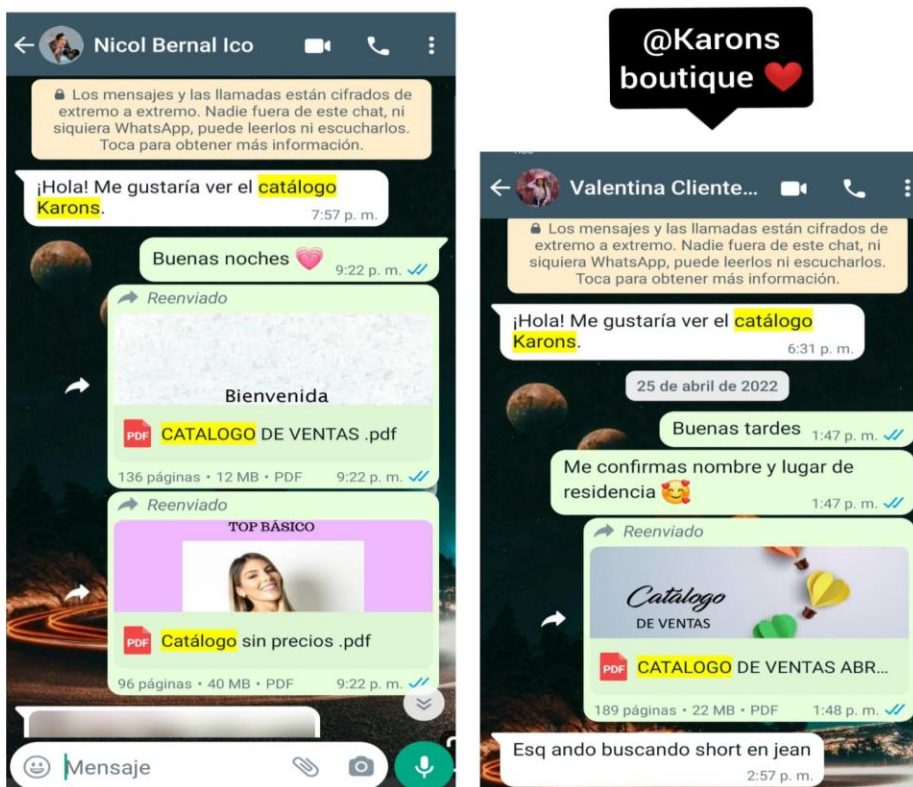 Nicol Bernal Ico
Los mensajes y las llamadas están cifrados de
extremo a extremo. Nadie fuera de este chat, ni
siquiera WhatsApp, puede leerlos ni escucharlos.
Toca para obtener más información.
¡Hola! Me gustaría ver el catálogo
Karons.
7:57 p. m.
Buenas noches
9:22 p. m.
Reenviado
Bienvenida
PDF CATALOGO DE VENTAS .pdf
136 páginas • 12 MB • PDF 9:22 p. m.
Reenviado
TOP BÁSICO
PDF Catálogo sin precios .pdf
96 páginas • 40 MB • PDF 9:22 p. m.
Mensaje
@Karons
boutique
Valentina Cliente...
Los mensajes y las llamadas están cifrados de
extremo a extremo. Nadie fuera de este chat, ni
siquiera WhatsApp, puede leerlos ni escucharlos.
Toca para obtener más información.
¡Hola! Me gustaría ver el catálogo
Karons.
6:31 p. m.
25 de abril de 2022
Buenas tardes 1:47 p. m.
Me confirmas nombre y lugar de
residencia
1:47 p. m.
Reenviado
Catálogo
DE VENTAS
PDF CATALOGO DE VENTAS ABR...
189 páginas • 22 MB • PDF 1:48 p. m.
Esq ando buscando short en jean
2:57 p. m.